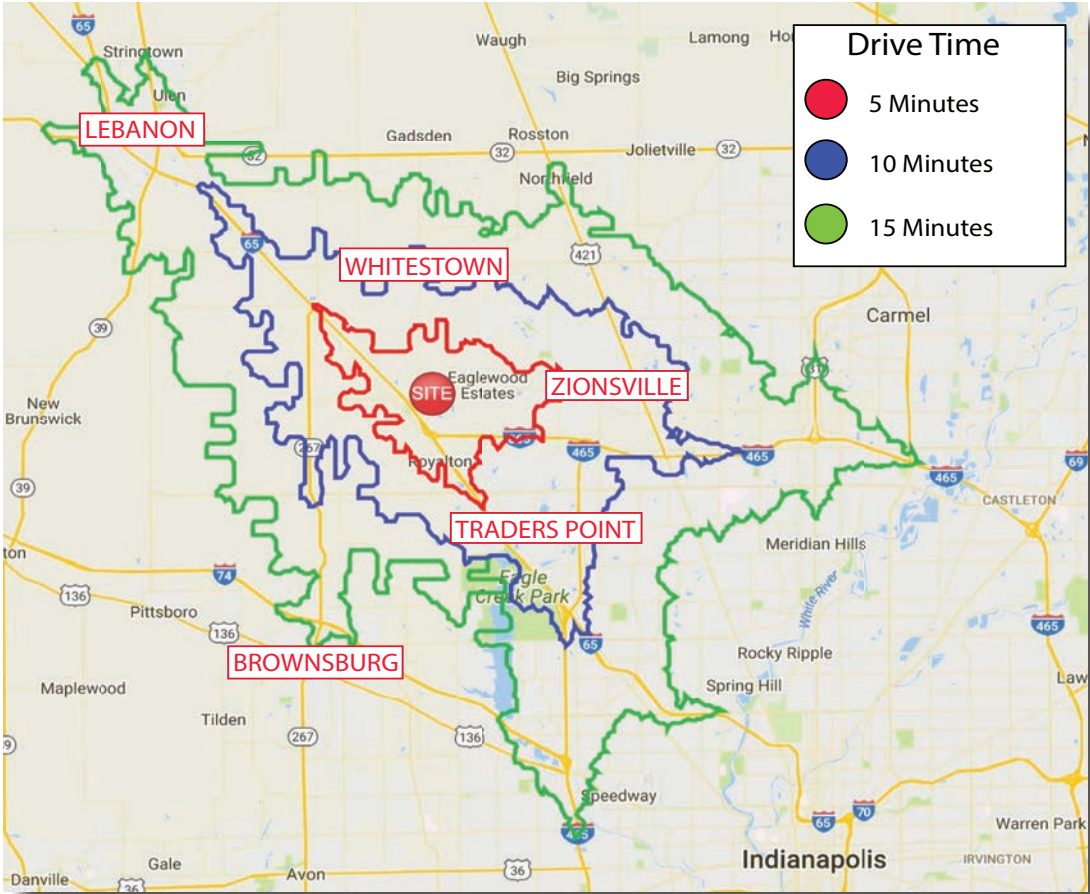 65
Stringtown
Waugh
Lamong
Drive Time
Big Springs
5 Minutes
Ulen
LEBANON
Gadsden
Rosston
Jolietville
32
32
32
10 Minutes
Northfield
15 Minutes
65
421
WHITESTOWN
39
Carmel
SITE
Eaglewood
Estates
ZIONSVILLE
New
Brunswick
267
465
465
465
69
Royalton
39
CASTLETON
TRADERS POINT
Meridian Hills
ton
74
Eagle
Creek Park
136
Pittsboro
136
White River
465
65
BROWNSBURG
Rocky Ripple
Maplewood
Spring Hill
Law
Tilden
267
136
Speedway
65
70
Warren Park
Gale
Indianapolis
IRVINGTON
Danville
36
Avon
36